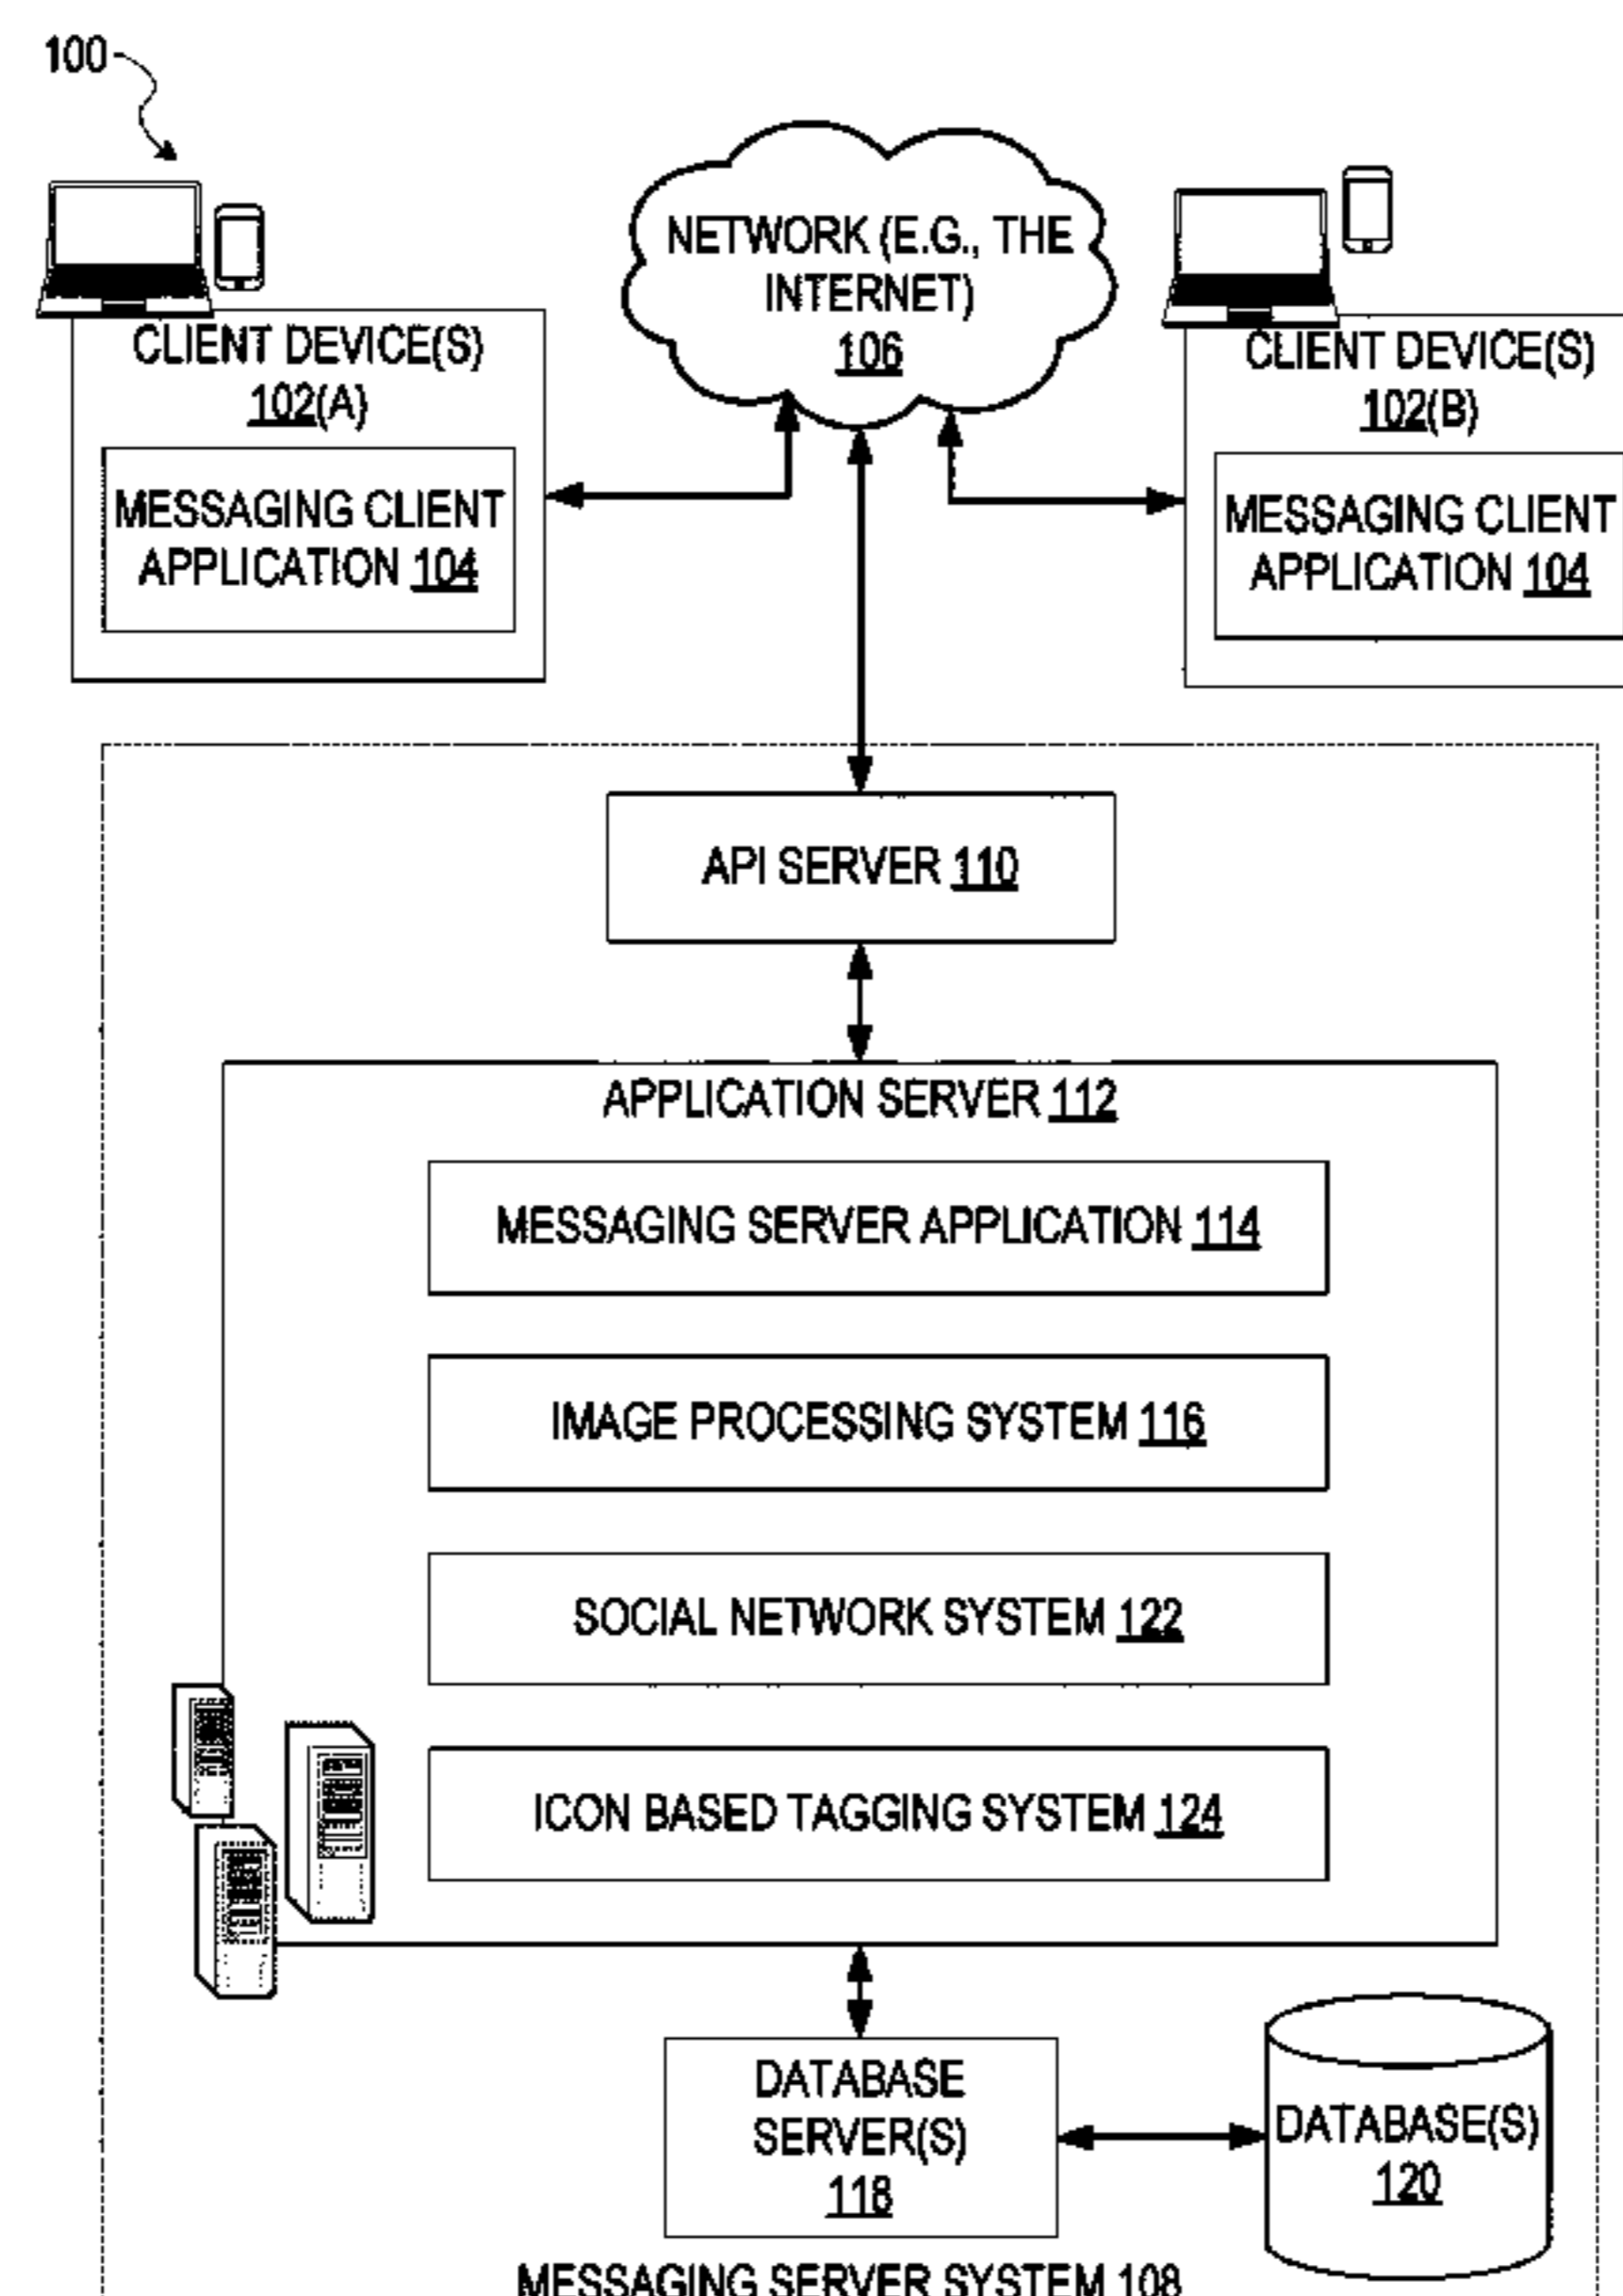 100
NETWORK (E.G., THE
INTERNET)
106
CLIENT DEVICE(S)
102(A)
MESSAGING CLIENT
APPLICATION 104
CLIENT DEVICE(S)
102(B)
MESSAGING CLIENT
APPLICATION 104
API SERVER 110
APPLICATION SERVER 112
MESSAGING SERVER APPLICATION 114
IMAGE PROCESSING SYSTEM 116
SOCIAL NETWORK SYSTEM 122
ICON BASED TAGGING SYSTEM 124
DATABASE
SERVER(S)
118
DATABASE(S)
120
MESSAGING SERVER SYSTEM 108